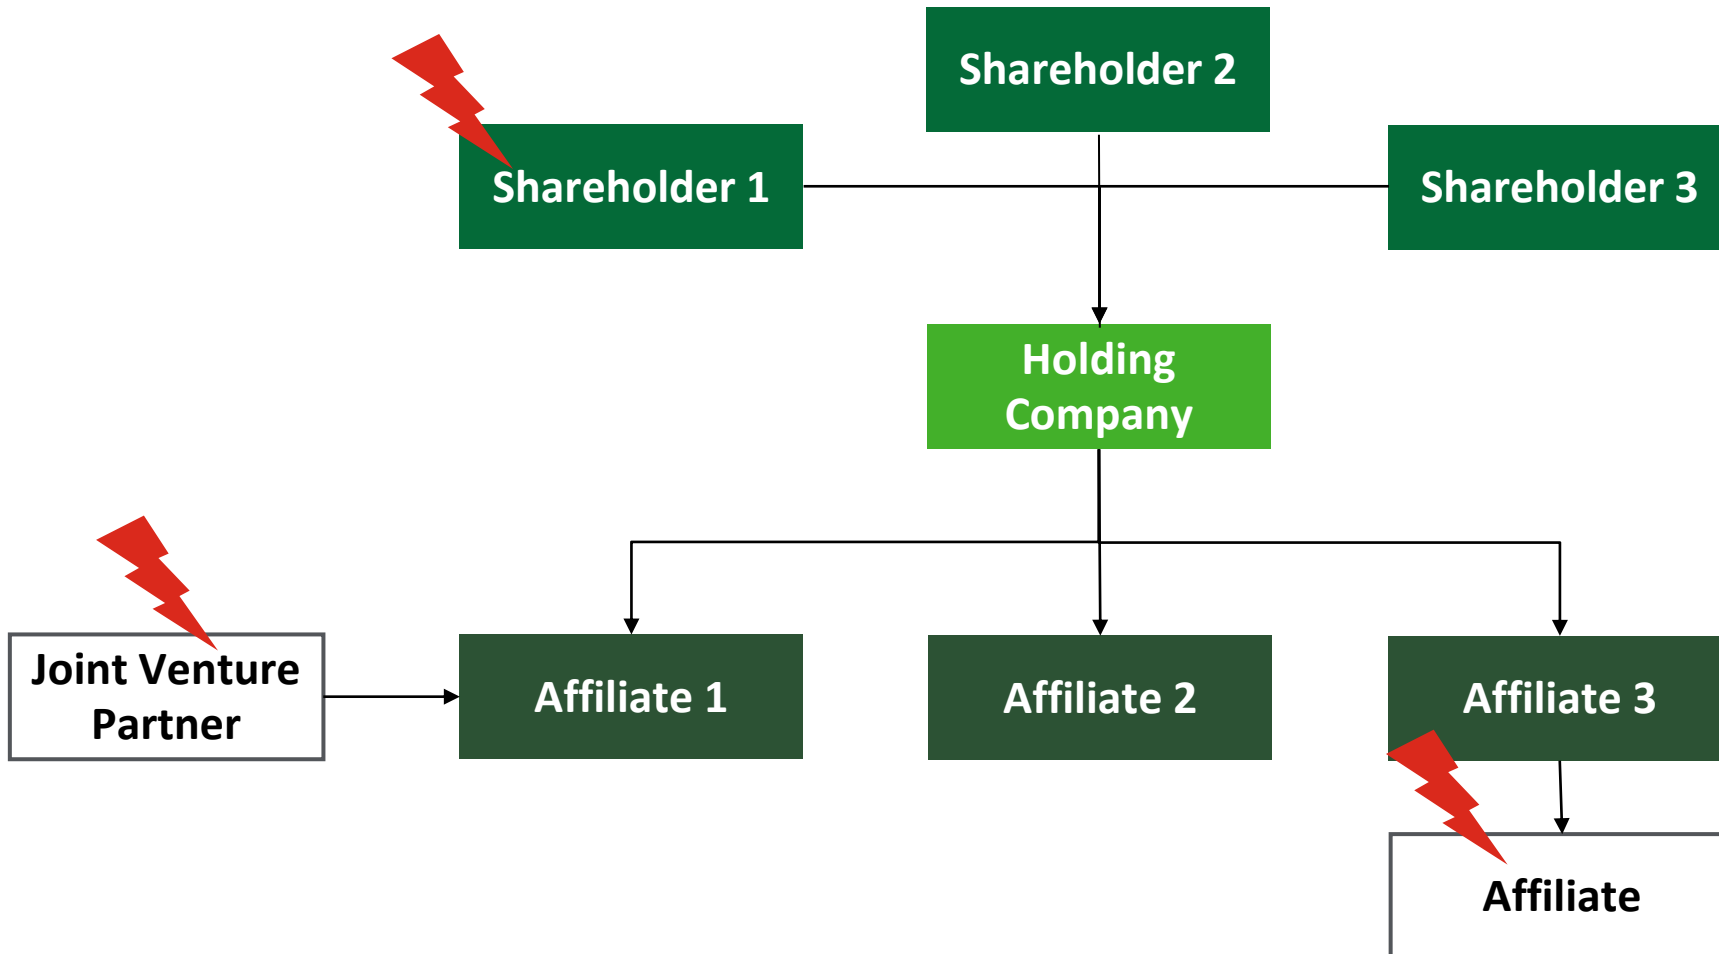 Shareholder 2
Shareholder 1
Shareholder 3
Holding
Company
Joint Venture
Partner
Affiliate 1
Affiliate 2
Affiliate 3
Affiliate